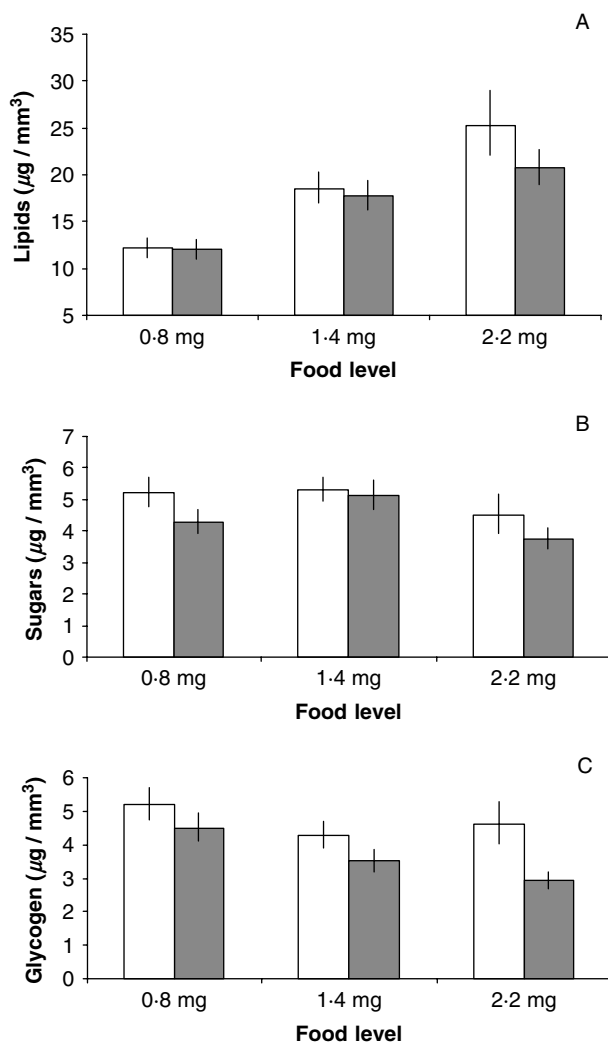 A
Lipids (µg / mm³)
35
30
25
20
15
10
5
0·8 mg 1·4 mg 2·2 mg
Food level
B
Sugars (µg / mm³)
7
6
5
4
3
2
1
0
0·8 mg 1·4 mg 2·2 mg
Food level
C
Glycogen (µg / mm³)
6
5
4
3
2
1
0
0·8 mg 1·4 mg 2·2 mg
Food level